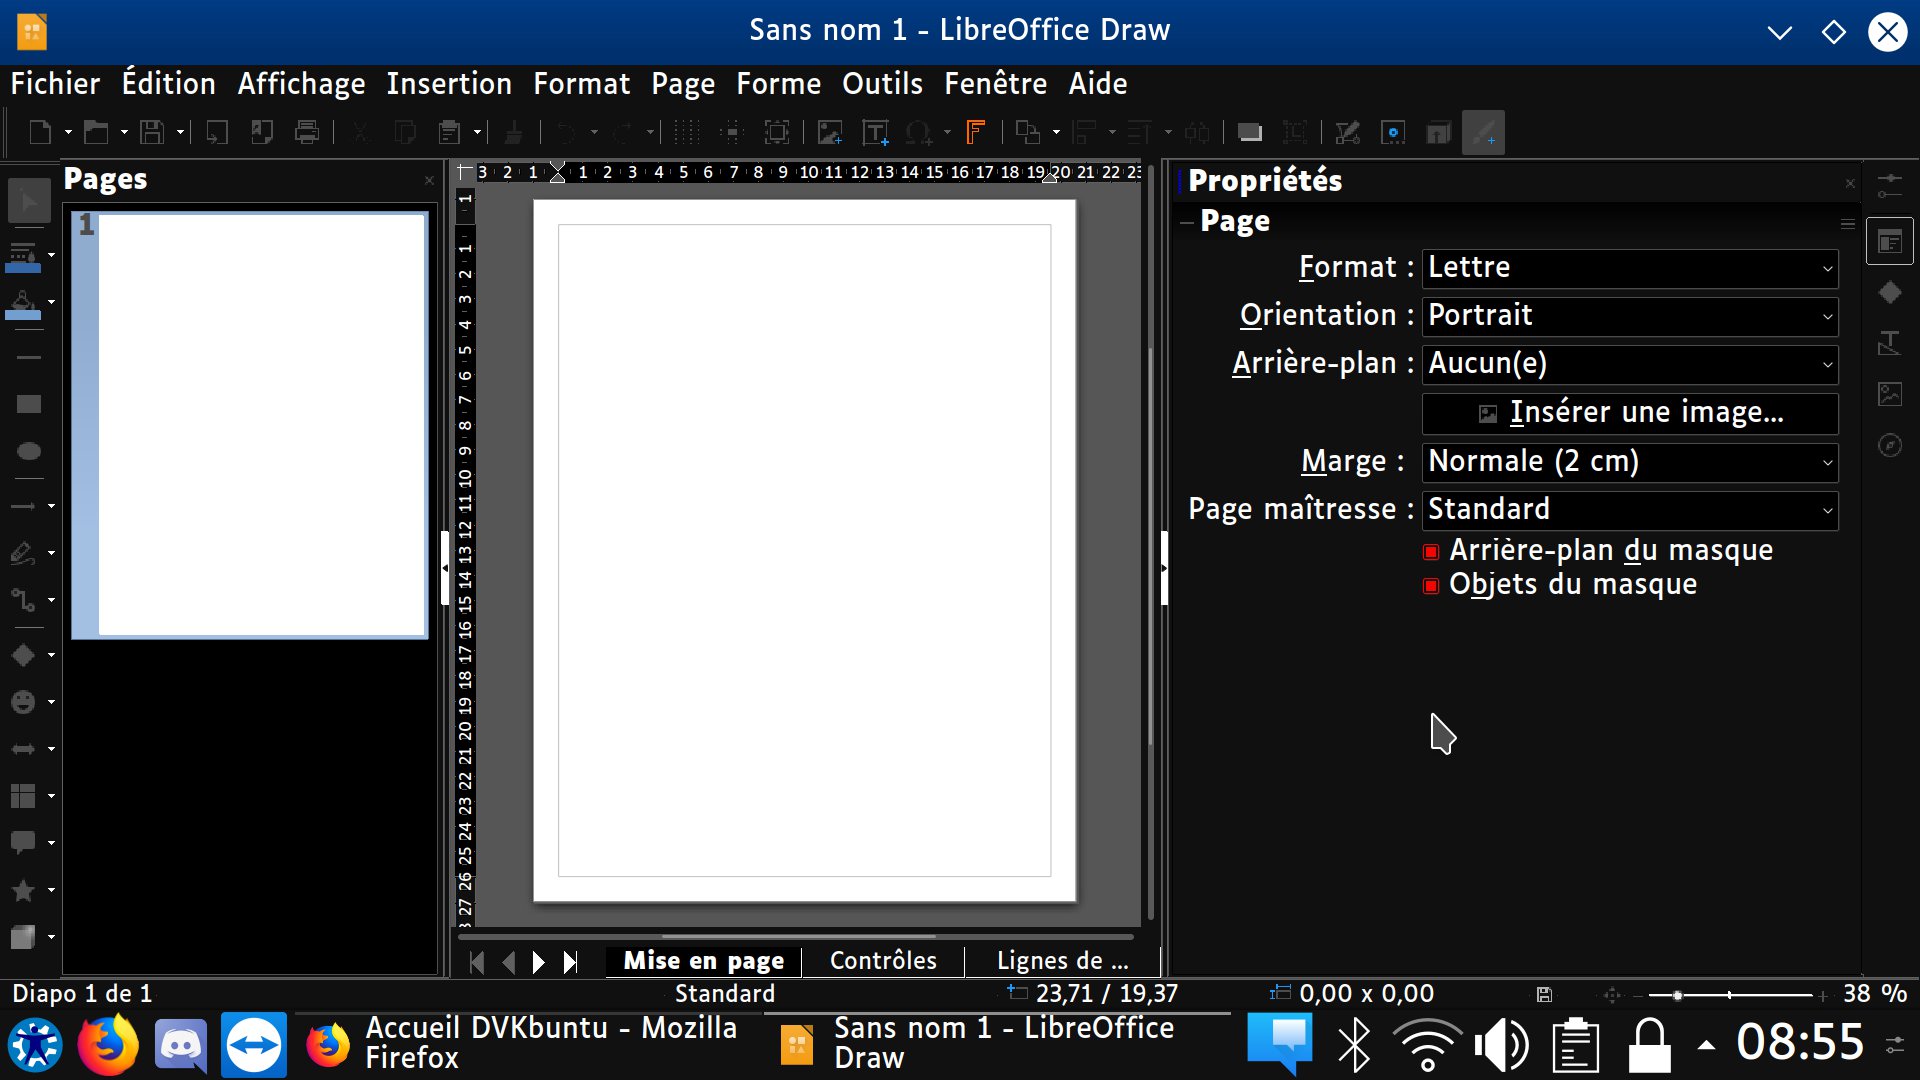 Sans nom 1 - LibreOffice Draw
Fichier Édition Affichage Insertion Format Page Forme Outils Fenêtre Aide
Pages
1
3 2 1 1 2 3 4 5 6 7 8 9 10 11 12 13 14 15 16 17 18 19 20 21 22 23
1 1 2 3 4 5 6 7 8 9 10 11 12 13 14 15 16 17 18 19 20 21 22 23 24 25 26 27
Propriétés
Page
Format : Lettre
Orientation : Portrait
Arrière-plan : Aucun(e)
Insérer une image...
Marge : Normale (2 cm)
Page maîtresse : Standard
Arrière-plan du masque
Objets du masque
Mise en page Contrôles Lignes de ...
Diapo 1 de 1 Standard 23,71 / 19,37 0,00 x 0,00 38 %
Accueil DVKbuntu - Mozilla
Firefox
Sans nom 1 - LibreOffice
Draw
08:55